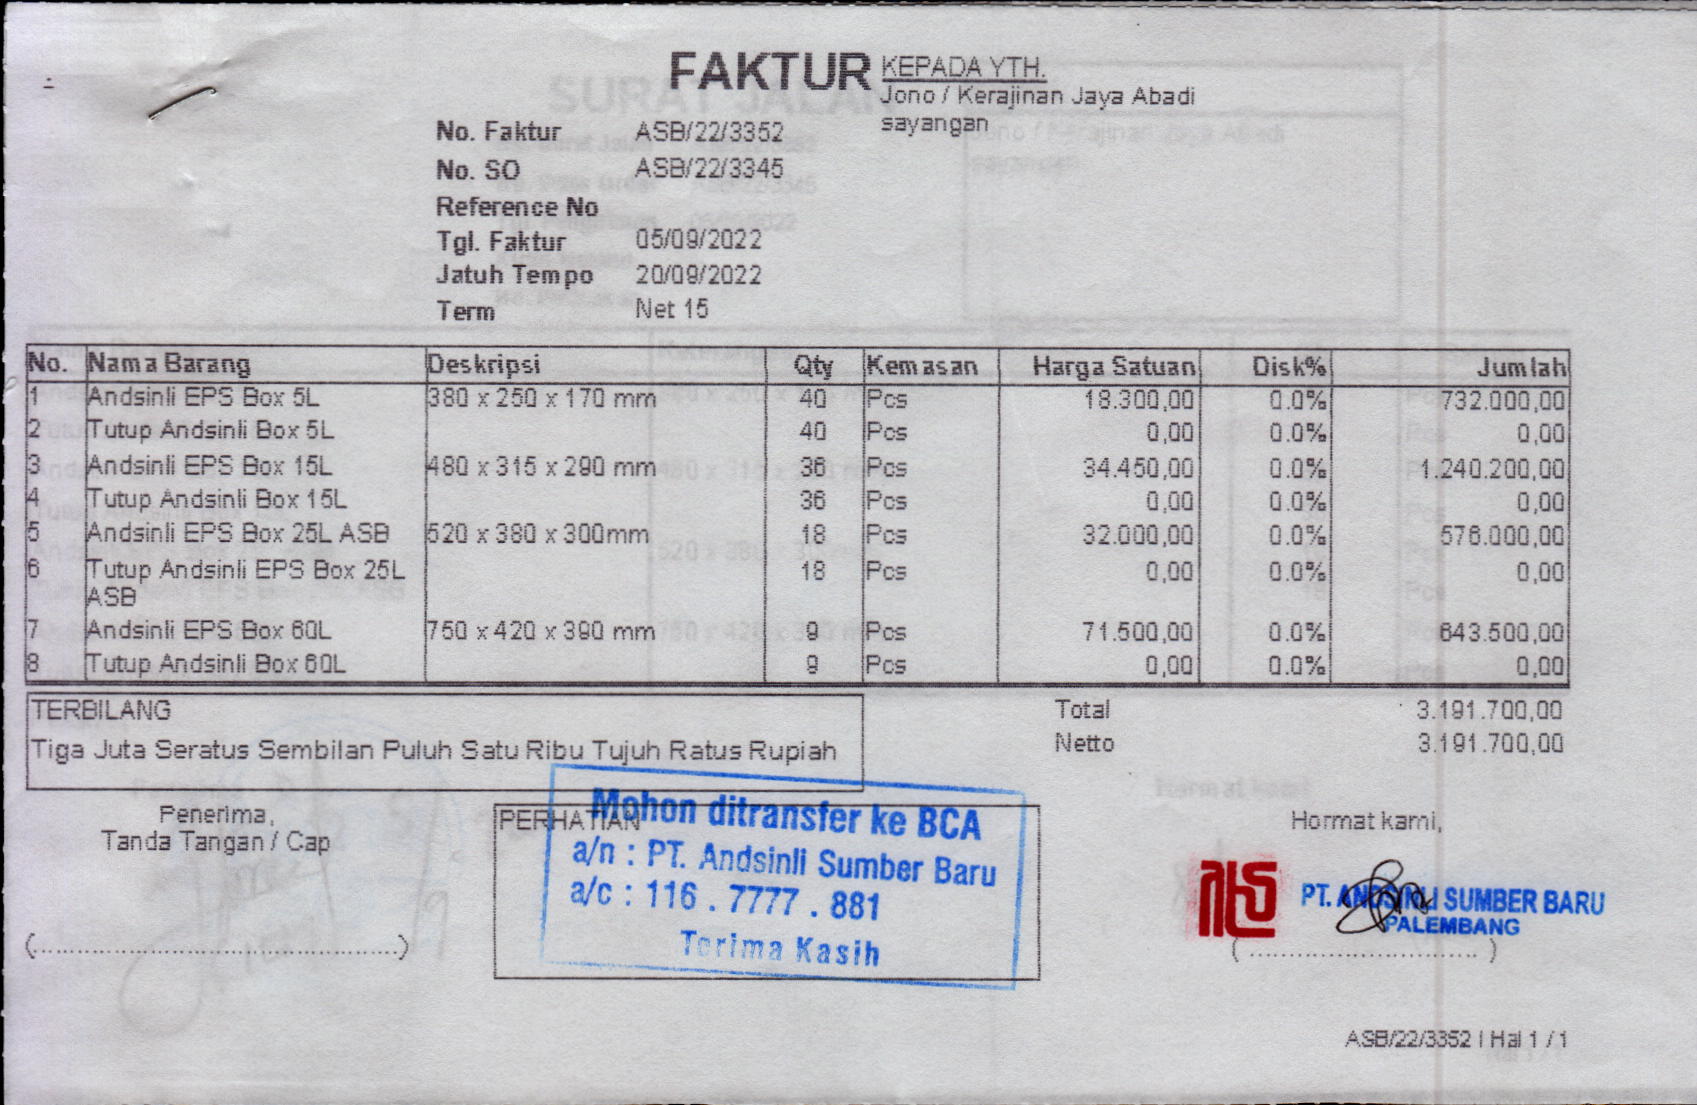 FAKTUR
KEPADA YTH.
Jono / Kerajinan Jaya Abadi
sayangan
No. Faktur ASB/22/3352
No. SO ASB/22/3345
Reference No
Tgl. Faktur 05/09/2022
Jatuh Tempo 20/09/2022
Term Net 15
No. Nama Barang Deskripsi Qty Kemasan Harga Satuan Disk% Jumlah
1 Andsinli EPS Box 5L 380 x 250 x 170 mm 40 Pcs 18.300,00 0.0% 732.000,00
2 Tutup Andsinli Box 5L 40 Pcs 0,00 0.0% 0,00
3 Andsinli EPS Box 15L 480 x 315 x 290 mm 36 Pcs 34.450,00 0.0% 1.240.200,00
4 Tutup Andsinli Box 15L 36 Pcs 0,00 0.0% 0,00
5 Andsinli EPS Box 25L ASB 520 x 380 x 300mm 18 Pcs 32.000,00 0.0% 576.000,00
6 Tutup Andsinli EPS Box 25L 18 Pcs 0,00 0.0% 0,00
ASB
7 Andsinli EPS Box 60L 750 x 420 x 390 mm 9 Pcs 71.500,00 0.0% 643.500,00
8 Tutup Andsinli Box 60L 9 Pcs 0,00 0.0% 0,00
TERBILANG
Tiga Juta Seratus Sembilan Puluh Satu Ribu Tujuh Ratus Rupiah
Total 3.191.700,00
Netto 3.191.700,00
Penerima,
Tanda Tangan / Cap
(............................................)
PERHATIAN
Mohon ditransfer ke BCA
a/n : PT. Andsinli Sumber Baru
a/c : 116 . 7777 . 881
Terima Kasih
Hormat kami,
PT. ANDSINLI SUMBER BARU
PALEMBANG
( ............................. )
ASB/22/3352 | Hal 1 / 1